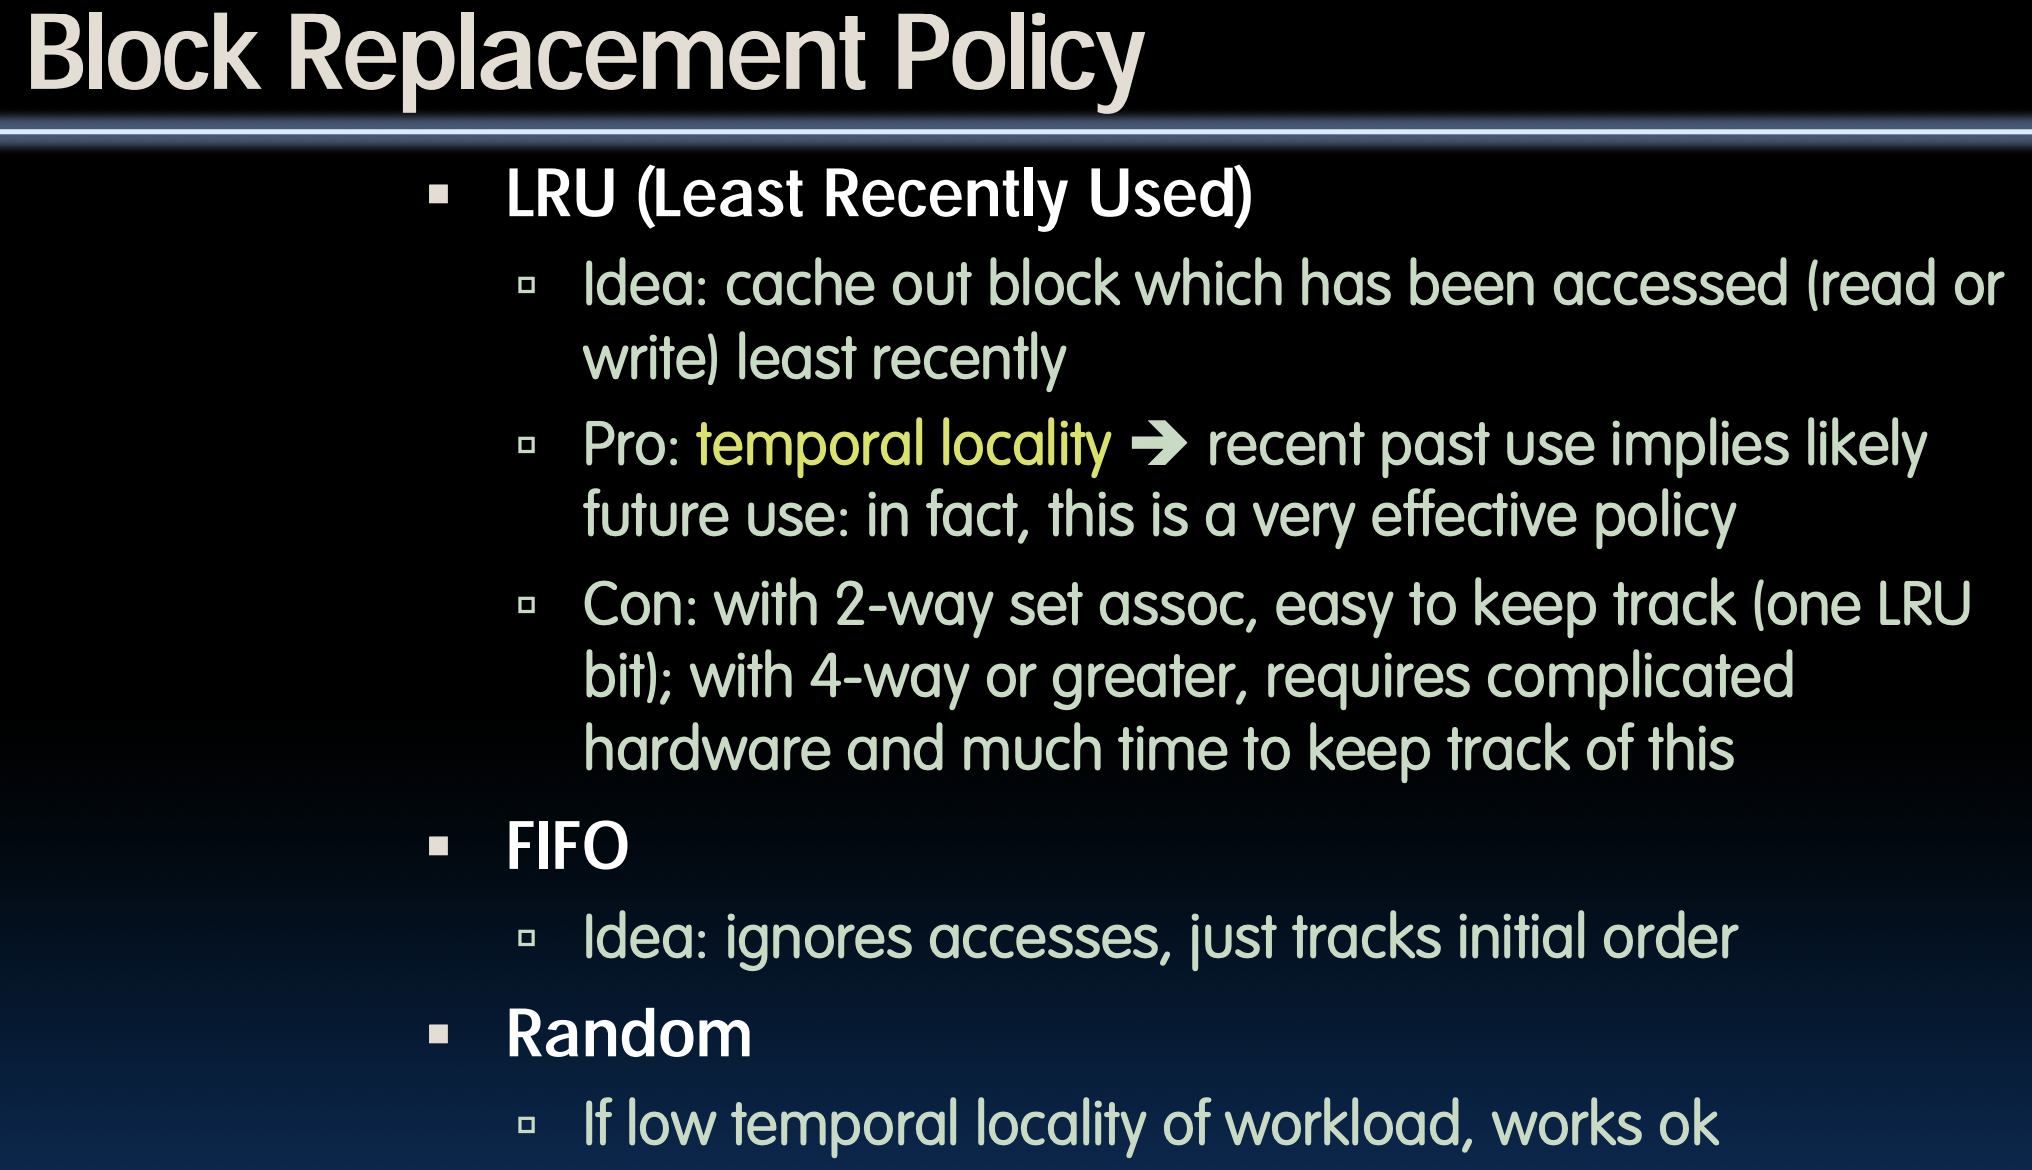 Block Replacement Policy
LRU (Least Recently Used)
Idea: cache out block which has been accessed (read or
write) least recently
Pro: temporal locality ➔ recent past use implies likely
future use: in fact, this is a very effective policy
Con: with 2-way set assoc, easy to keep track (one LRU
bit); with 4-way or greater, requires complicated
hardware and much time to keep track of this
FIFO
Idea: ignores accesses, just tracks initial order
Random
If low temporal locality of workload, works ok